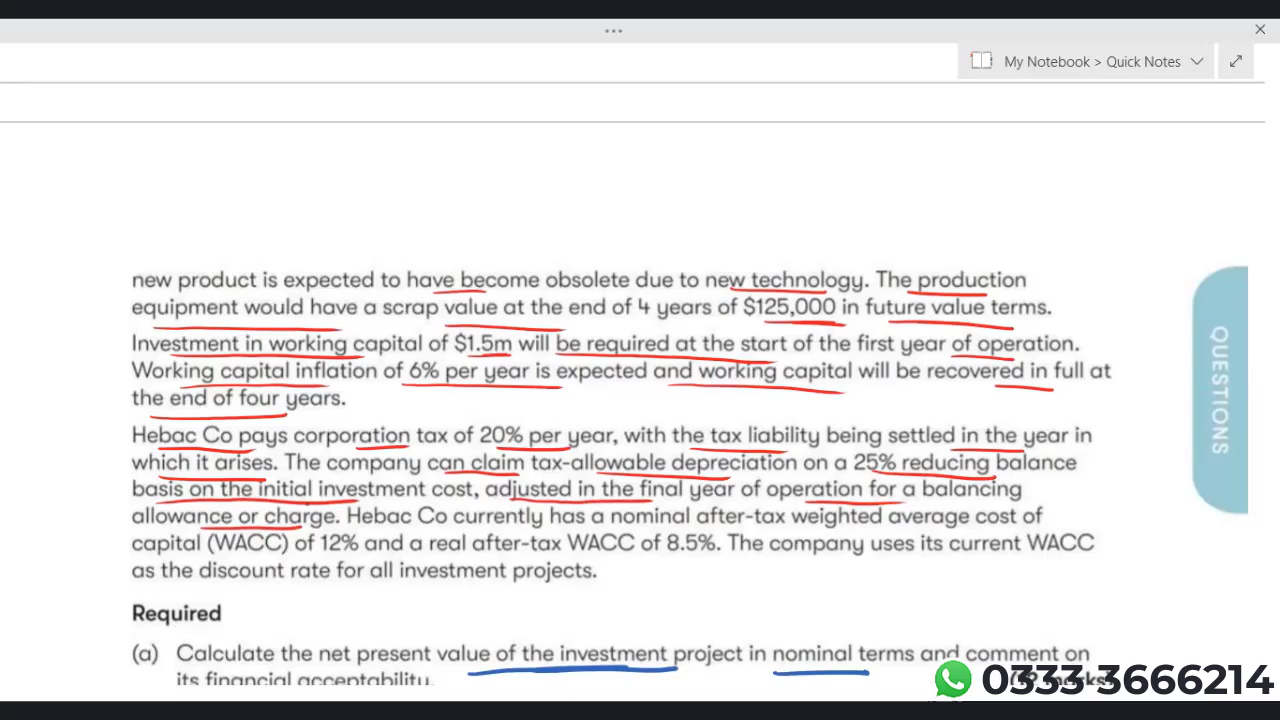 ...
My Notebook > Quick Notes
new product is expected to have become obsolete due to new technology. The production
equipment would have a scrap value at the end of 4 years of $125,000 in future value terms.
Investment in working capital of $1.5m will be required at the start of the first year of operation.
Working capital inflation of 6% per year is expected and working capital will be recovered in full at
the end of four years.
Hebac Co pays corporation tax of 20% per year, with the tax liability being settled in the year in
which it arises. The company can claim tax-allowable depreciation on a 25% reducing balance
basis on the initial investment cost, adjusted in the final year of operation for a balancing
allowance or charge. Hebac Co currently has a nominal after-tax weighted average cost of
capital (WACC) of 12% and a real after-tax WACC of 8.5%. The company uses its current WACC
as the discount rate for all investment projects.
QUESTIONS
Required
(a) Calculate the net present value of the investment project in nominal terms and comment on
its financial acceptability.
0333 3666214